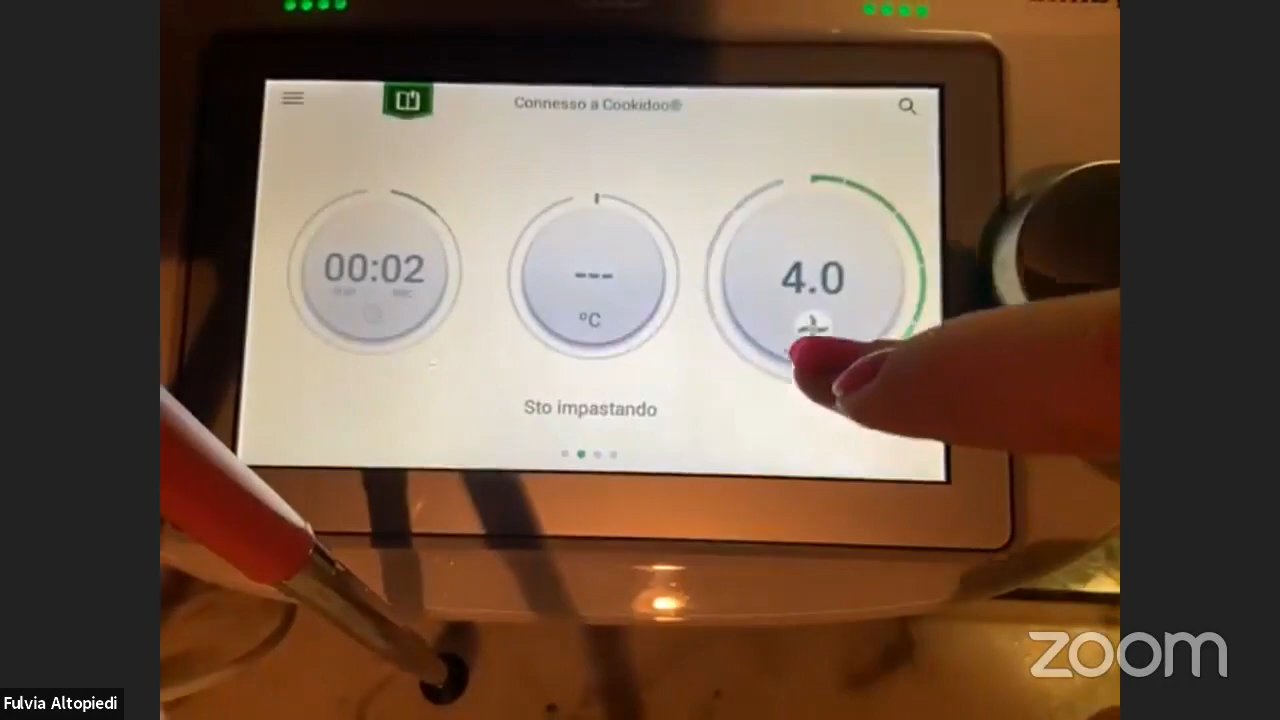 Connesso a Cookidoo®
00:02
---
°C
4.0
Sto impastando
zoom
Fulvia Altopiedi